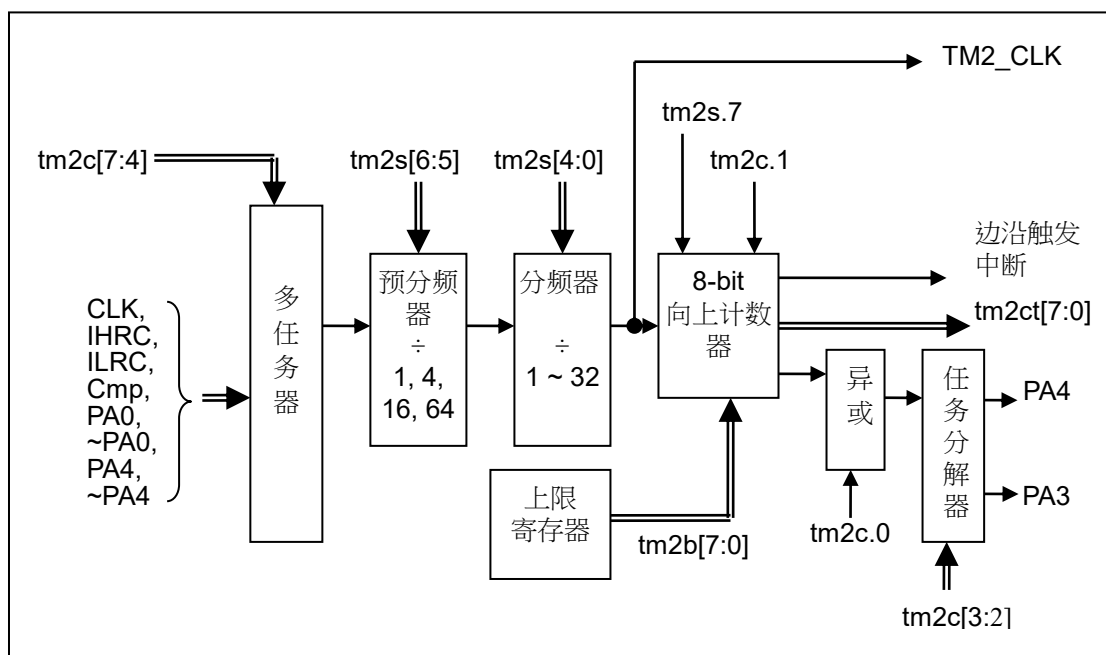 TM2_CLK
tm2s.7
tm2c[7:4]
tm2s[6:5]
tm2s[4:0]
tm2c.1
多
任
务
器
预分频
器
÷
1, 4,
16, 64
分频器
÷
1 ~ 32
8-bit
向上计数
器
边沿触发
中断
tm2ct[7:0]
CLK,
IHRC,
ILRC,
Cmp,
PA0,
~PA0,
PA4,
~PA4
异
或
任
务
分
解
器
PA4
PA3
上限
寄存器
tm2b[7:0]
tm2c.0
tm2c[3:2]